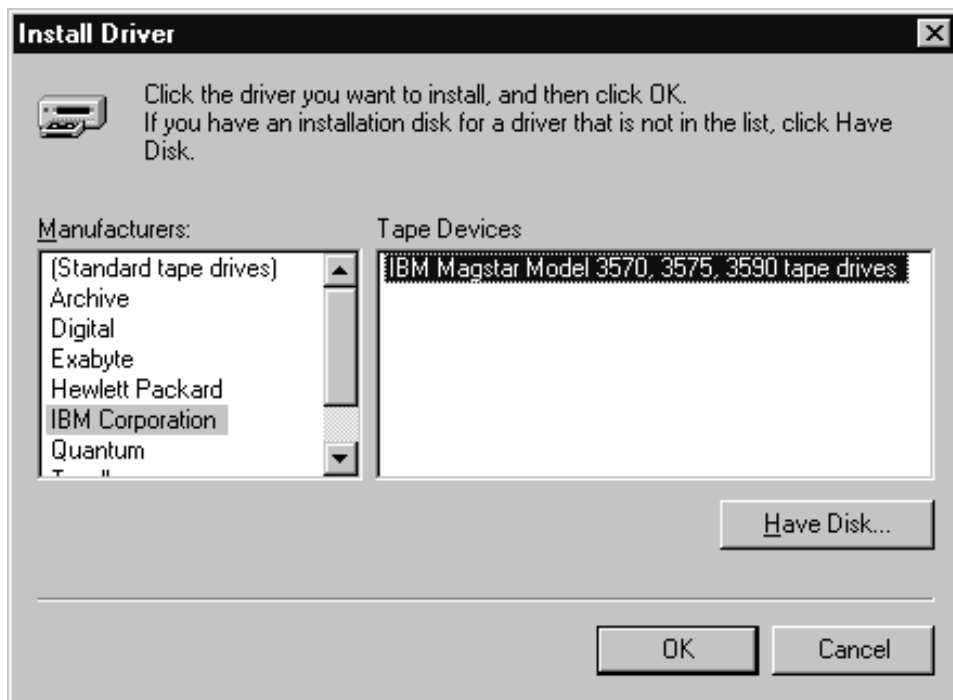 Install Driver
Click the driver you want to install, and then click OK.
If you have an installation disk for a driver that is not in the list, click Have
Disk.
Manufacturers:
Tape Devices
(Standard tape drives)
Archive
Digital
Exabyte
Hewlett Packard
IBM Corporation
Quantum
IBM Magstar Model 3570, 3575, 3590 tape drives
Have Disk...
OK
Cancel